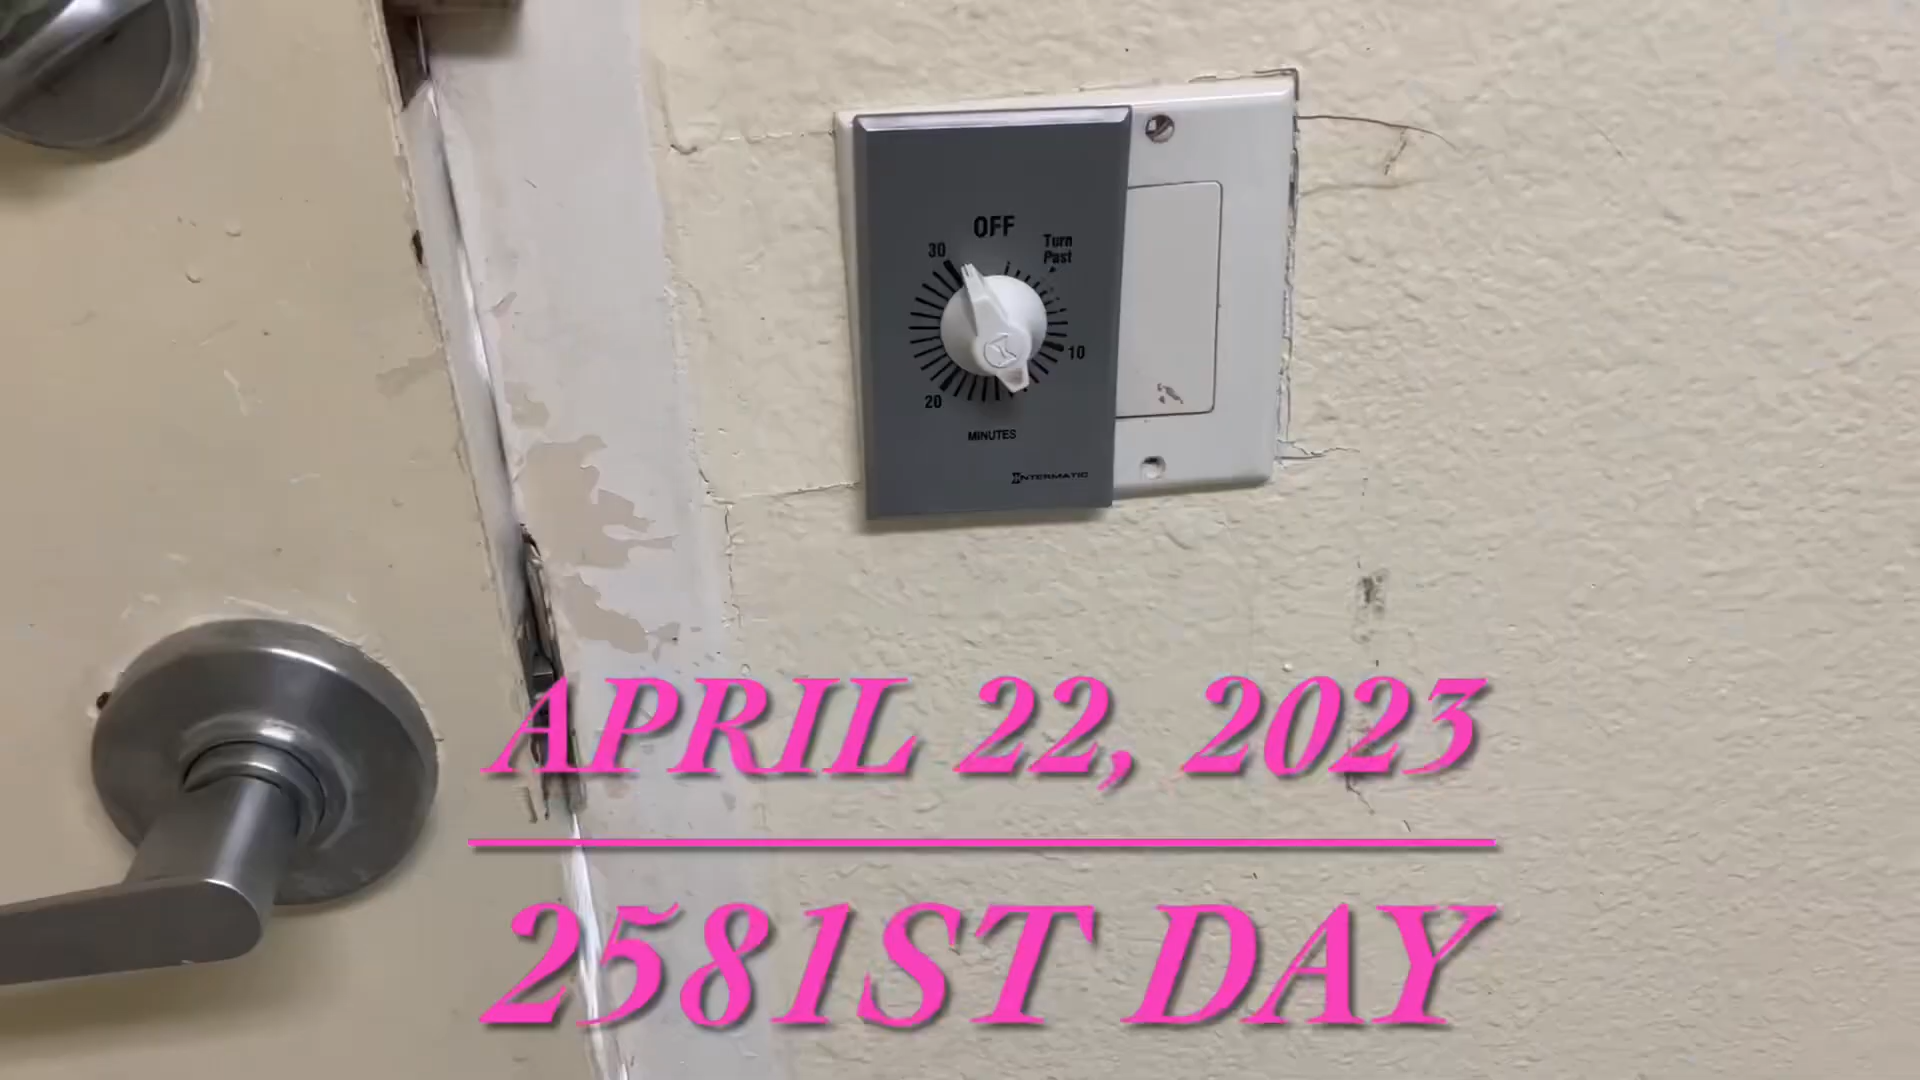 OFF
30
Turn
Past
10
20
MINUTES
INTERMATIC
APRIL 22, 2023
2581ST DAY